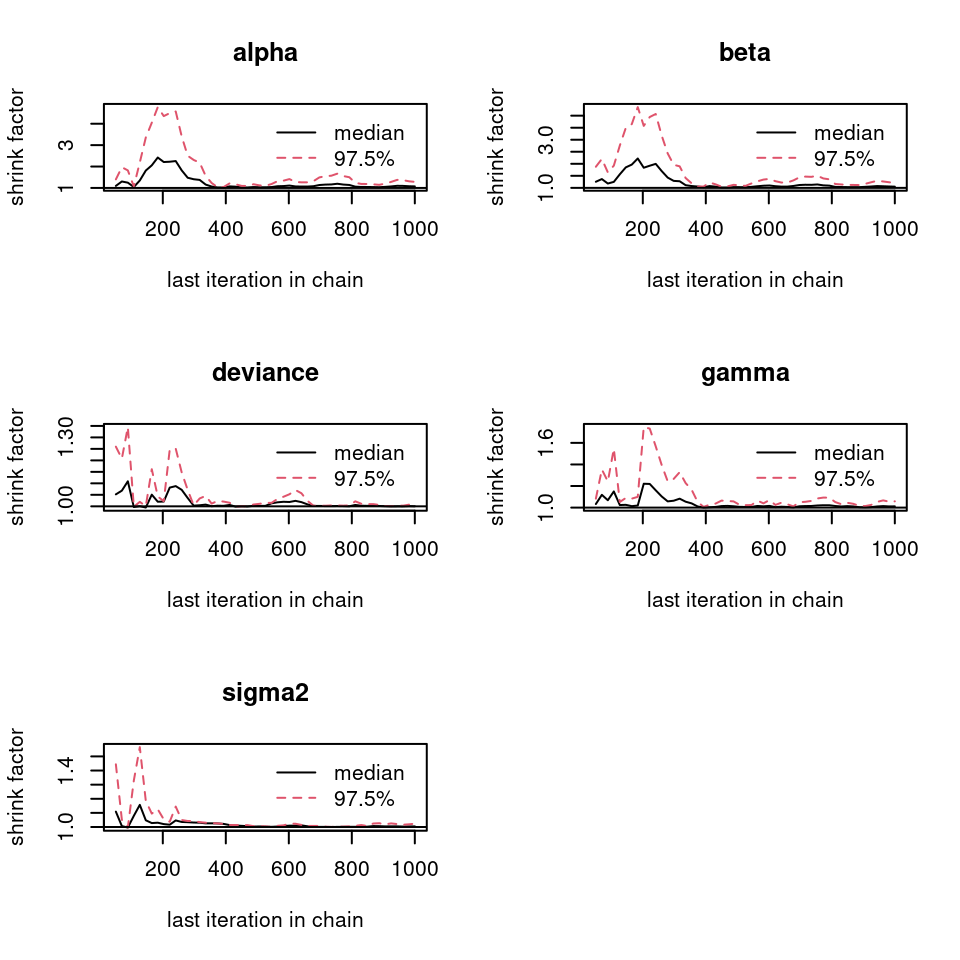 alpha
shrink factor
3
1
median
97.5%
200 400 600 800 1000
last iteration in chain
beta
shrink factor
3.0
1.0
median
97.5%
200 400 600 800 1000
last iteration in chain
deviance
shrink factor
1.30
1.00
median
97.5%
200 400 600 800 1000
last iteration in chain
gamma
shrink factor
1.6
1.0
median
97.5%
200 400 600 800 1000
last iteration in chain
sigma2
shrink factor
1.4
1.0
median
97.5%
200 400 600 800 1000
last iteration in chain